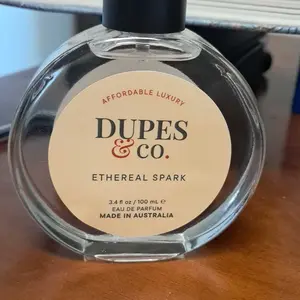 AFFORDABLE LUXURY
DUPES
& CO.
ETHEREAL SPARK
3.4 fl oz / 100 mL ℮
EAU DE PARFUM
MADE IN AUSTRALIA